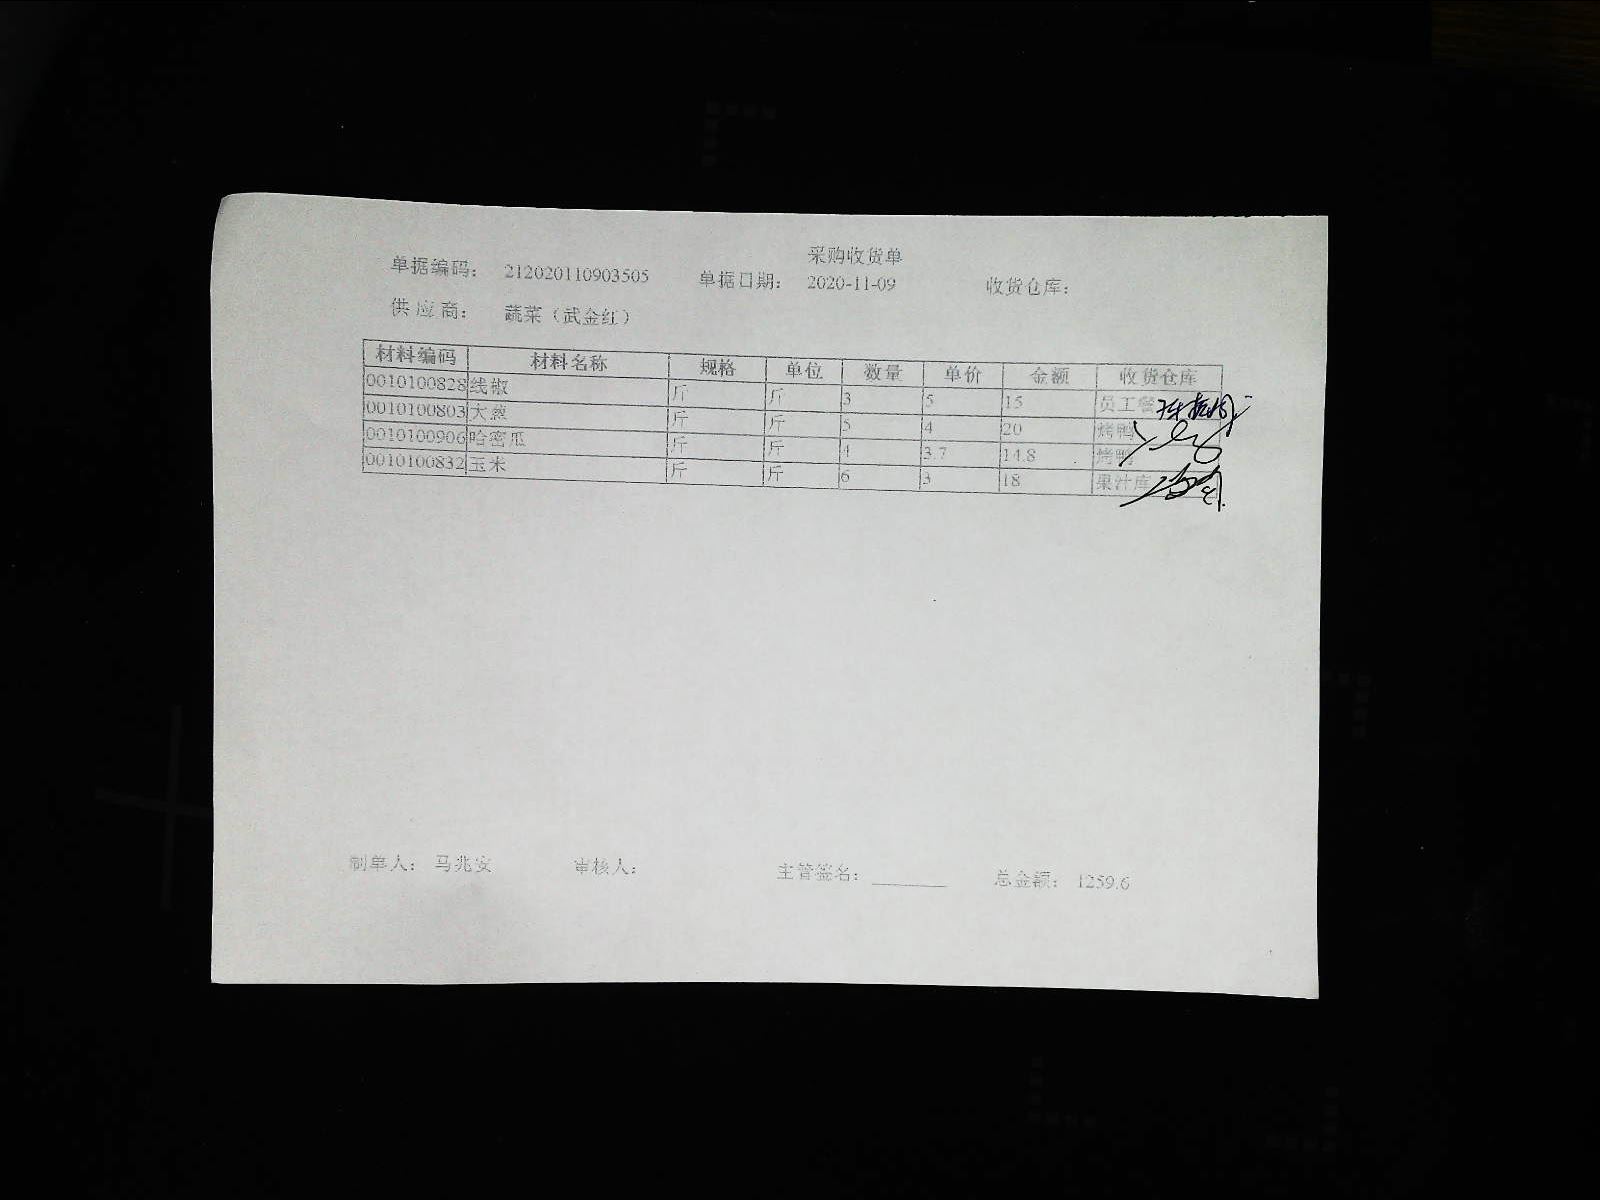 采购收货单
单据编码： 212020110903505 单据日期： 2020-11-09 收货仓库：
供应商： 蔬菜（武金红）
材料编码 材料名称 规格 单位 数量 单价 金额 收货仓库
0010100828 线椒 斤 斤 3 5 15 员工餐
0010100803 大葱 斤 斤 5 4 20 烤鸭
0010100906 哈密瓜 斤 斤 4 3.7 14.8 烤鸭
0010100832 玉米 斤 斤 6 3 18 果汁库
制单人： 马兆安 审核人： 主管签名： 总金额： 1259.6